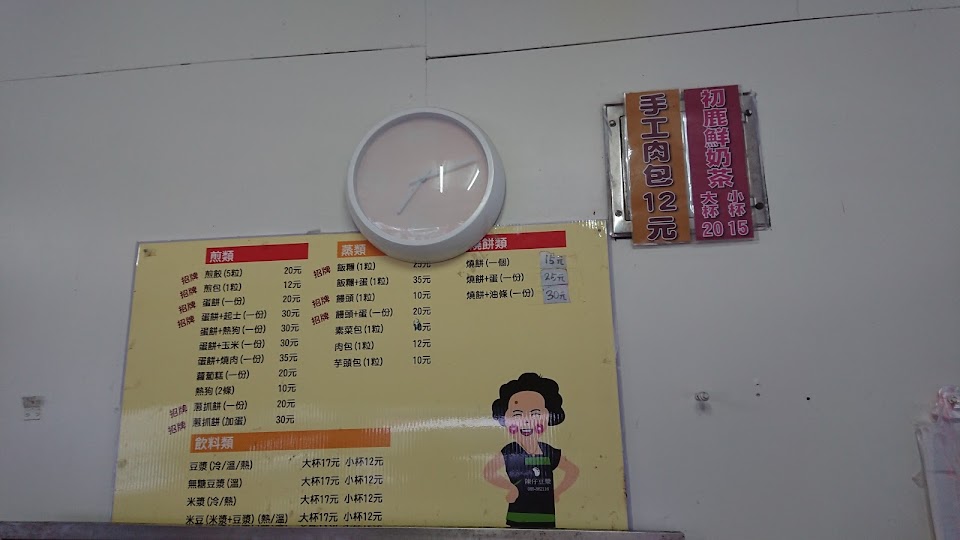 煎類
招牌 煎餃(5粒) 20元
招牌 煎包(1粒) 12元
招牌 蛋餅(一份) 20元
招牌 蛋餅+起士(一份) 30元
蛋餅+熱狗(一份) 30元
蛋餅+玉米(一份) 30元
蛋餅+燒肉(一份) 35元
蘿蔔糕(一份) 20元
熱狗(2條) 10元
招牌 蔥抓餅(一份) 20元
招牌 蔥抓餅(加蛋) 30元
蒸類
招牌 飯糰(1粒) 25元
飯糰+蛋(1粒) 35元
招牌 饅頭(1粒) 10元
招牌 饅頭+蛋(一份) 20元
素菜包(1粒)
肉包(1粒) 12元
芋頭包(1粒) 10元
燒餅類
燒餅(一個) 15元
燒餅+蛋(一份) 25元
燒餅+油條(一份) 30元
飲料類
豆漿(冷/溫/熱) 大杯17元 小杯12元
無糖豆漿(溫) 大杯17元 小杯12元
米漿(冷/熱) 大杯17元 小杯12元
米豆(米漿+豆漿)(熱/溫) 大杯17元 小杯12元
手工肉包12元
初鹿鮮奶茶
小杯15
大杯20
陳仔豆漿